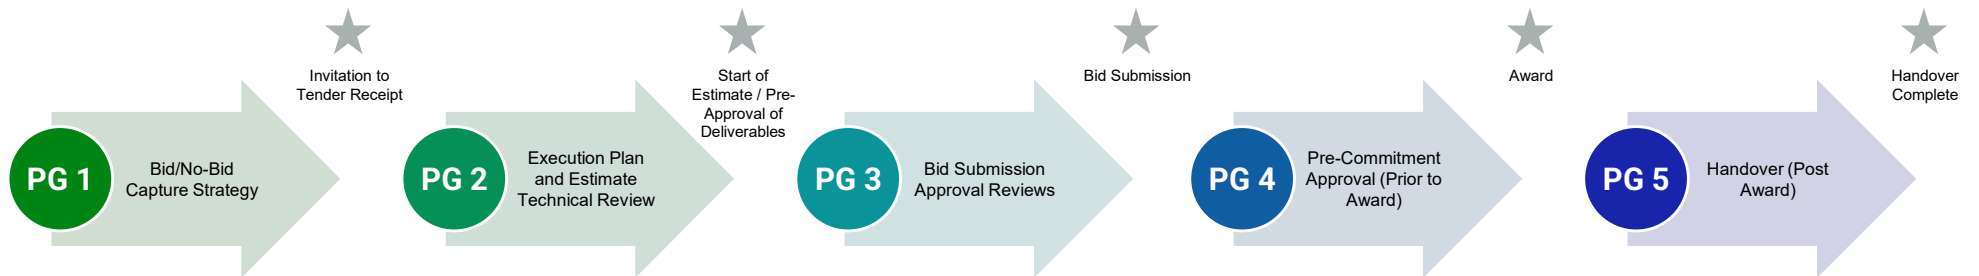 PG 1
Bid/No-Bid
Capture Strategy
Invitation to
Tender Receipt
PG 2
Execution Plan
and Estimate
Technical Review
Start of
Estimate / Pre-
Approval of
Deliverables
PG 3
Bid Submission
Approval Reviews
Bid Submission
PG 4
Pre-Commitment
Approval (Prior to
Award)
Award
PG 5
Handover (Post
Award)
Handover
Complete